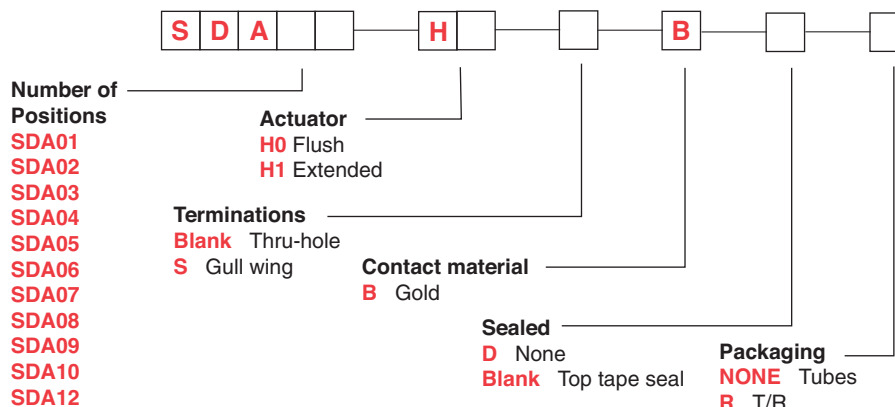 S D A H B
Number of
Positions
SDA01
SDA02
SDA03
SDA04
SDA05
SDA06
SDA07
SDA08
SDA09
SDA10
SDA12
Actuator
H0 Flush
H1 Extended
Terminations
Blank Thru-hole
S Gull wing
Contact material
B Gold
Sealed
D None
Blank Top tape seal
Packaging
NONE Tubes
R T/R